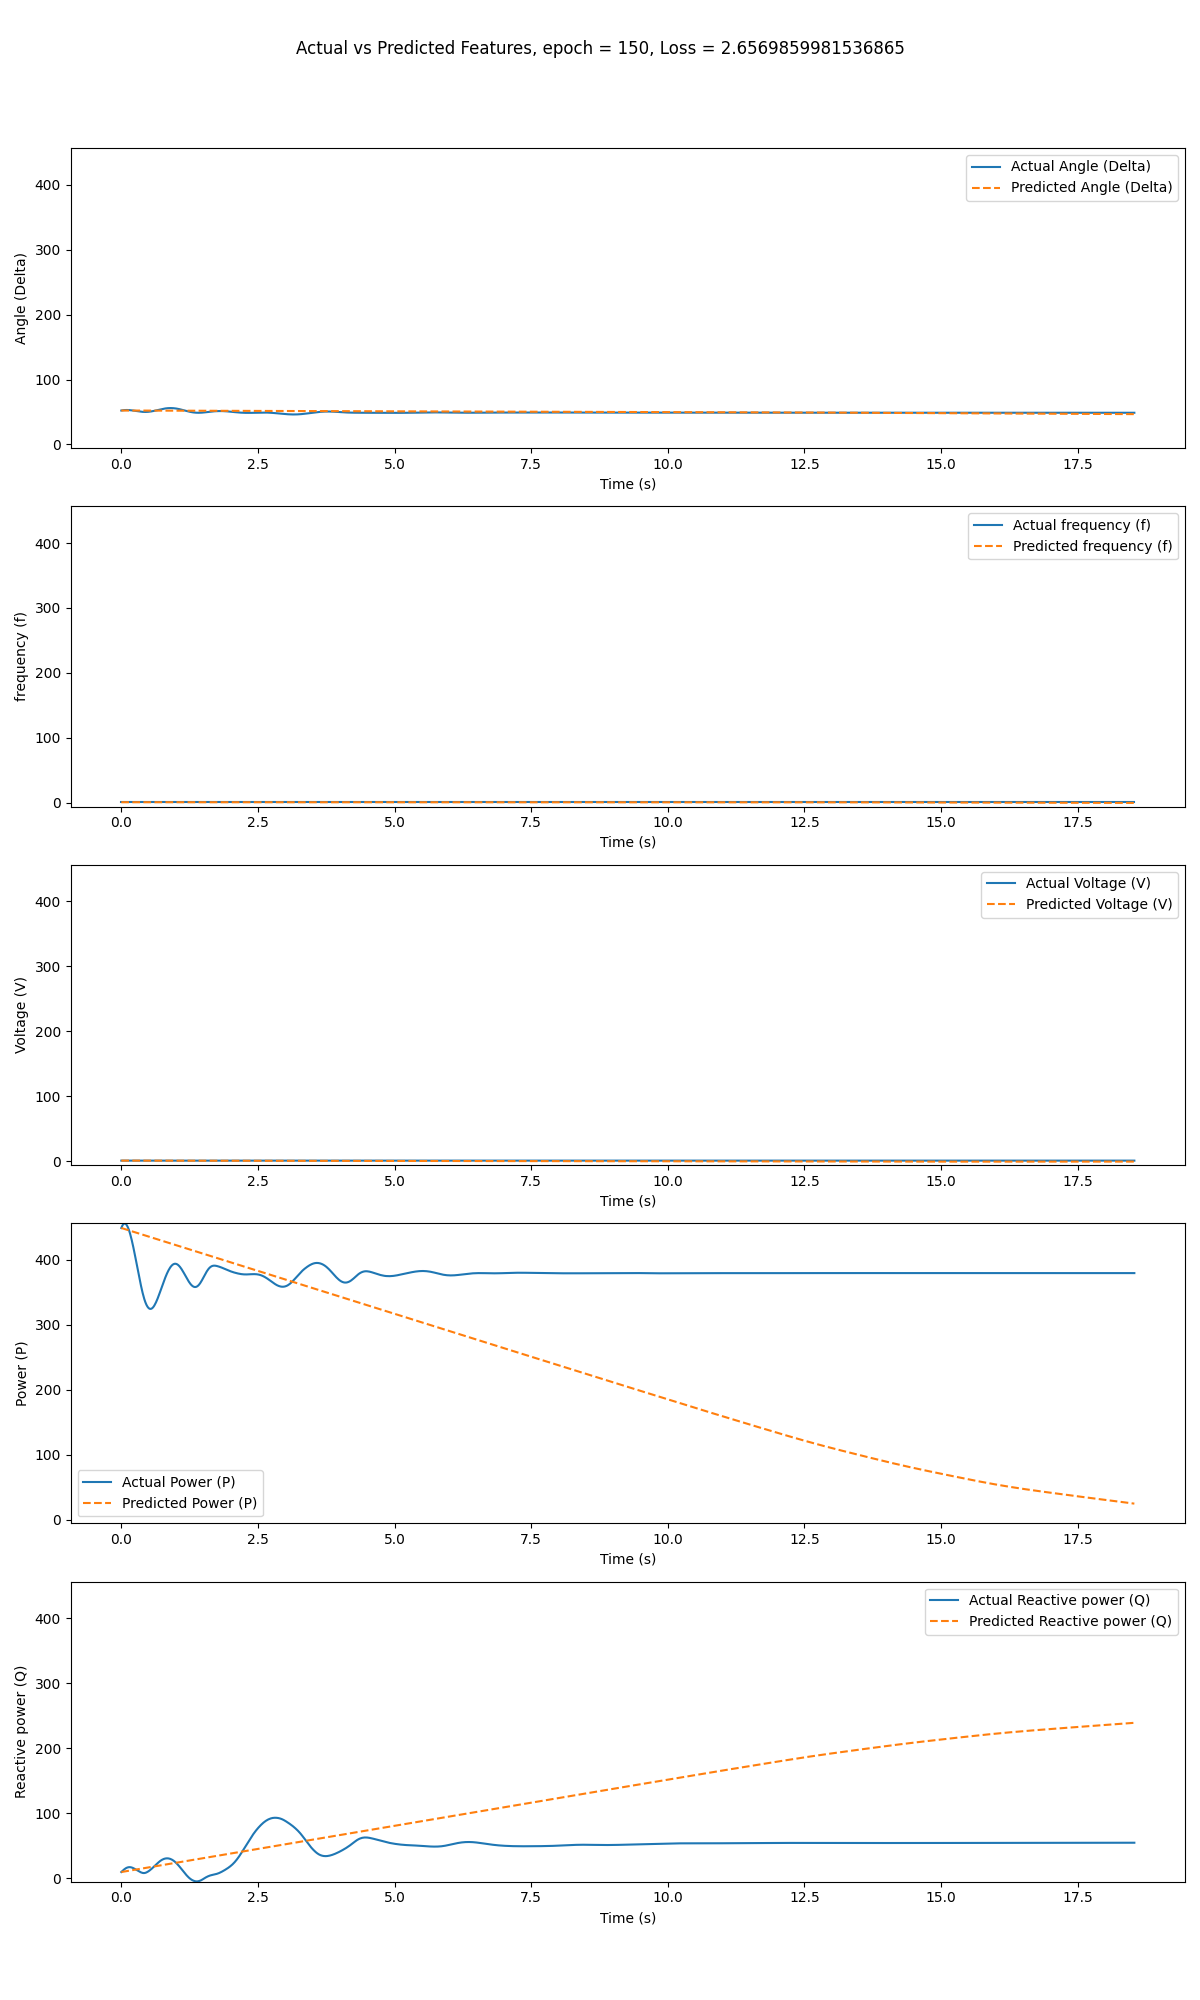 Actual vs Predicted Features, epoch = 150, Loss = 2.6569859981536865
Actual Angle (Delta)
Predicted Angle (Delta)
Angle (Delta)
400
300
200
100
0
0.0 2.5 5.0 7.5 10.0 12.5 15.0 17.5
Time (s)
Actual frequency (f)
Predicted frequency (f)
frequency (f)
400
300
200
100
0
0.0 2.5 5.0 7.5 10.0 12.5 15.0 17.5
Time (s)
Actual Voltage (V)
Predicted Voltage (V)
Voltage (V)
400
300
200
100
0
0.0 2.5 5.0 7.5 10.0 12.5 15.0 17.5
Time (s)
Power (P)
400
300
200
100
0
Actual Power (P)
Predicted Power (P)
0.0 2.5 5.0 7.5 10.0 12.5 15.0 17.5
Time (s)
Actual Reactive power (Q)
Predicted Reactive power (Q)
Reactive power (Q)
400
300
200
100
0
0.0 2.5 5.0 7.5 10.0 12.5 15.0 17.5
Time (s)